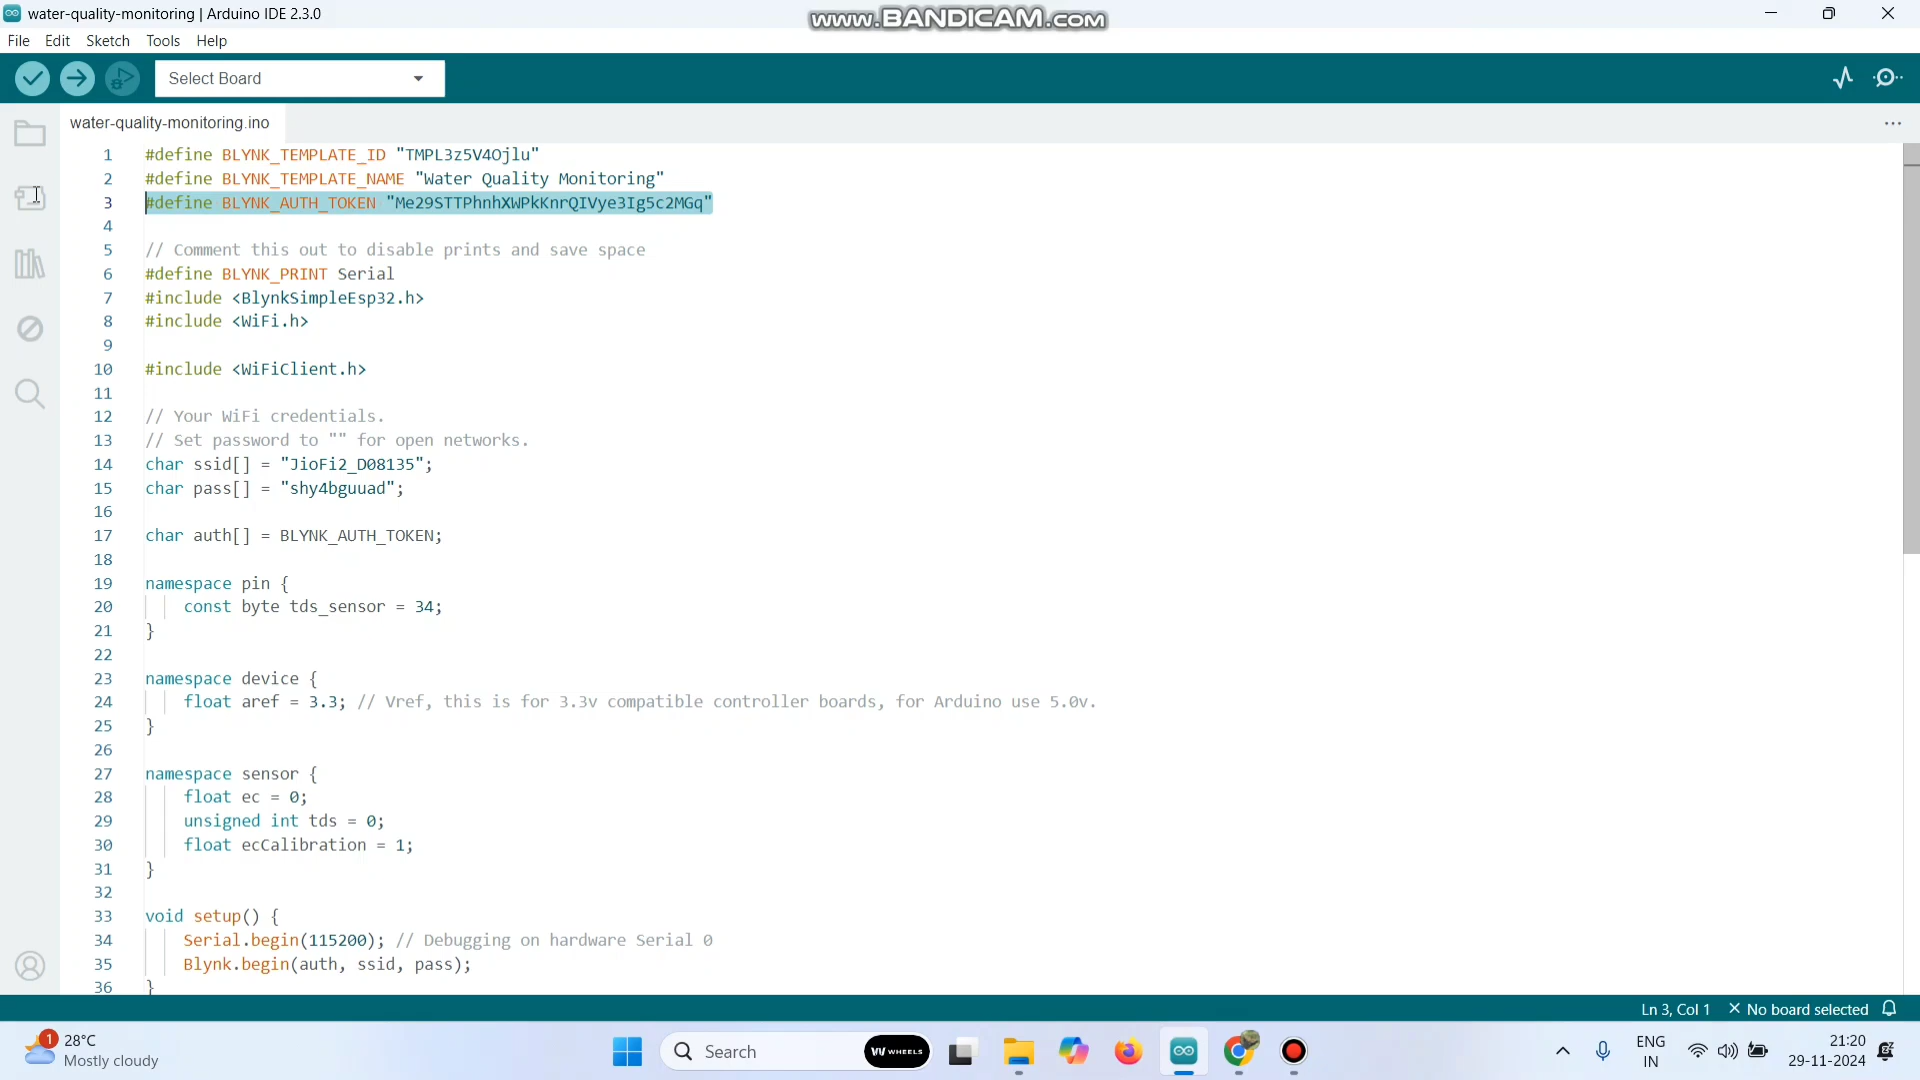 water-quality-monitoring | Arduino IDE 2.3.0
www.BANDICAM.COM
File Edit Sketch Tools Help
Select Board
water-quality-monitoring.ino
1 #define BLYNK_TEMPLATE_ID "TMPL3z5V4Ojlu"
2 #define BLYNK_TEMPLATE_NAME "Water Quality Monitoring"
3 #define BLYNK_AUTH_TOKEN "Me29STTPhnhXWPkKnrQIVye3Ig5c2MGq"
4
5 // Comment this out to disable prints and save space
6 #define BLYNK_PRINT Serial
7 #include <BlynkSimpleEsp32.h>
8 #include <WiFi.h>
9
10 #include <WiFiClient.h>
11
12 // Your WiFi credentials.
13 // Set password to "" for open networks.
14 char ssid[] = "JioFi2_D08135";
15 char pass[] = "shy4bguuad";
16
17 char auth[] = BLYNK_AUTH_TOKEN;
18
19 namespace pin {
20 const byte tds_sensor = 34;
21 }
22
23 namespace device {
24 float aref = 3.3; // Vref, this is for 3.3v compatible controller boards, for Arduino use 5.0v.
25 }
26
27 namespace sensor {
28 float ec = 0;
29 unsigned int tds = 0;
30 float ecCalibration = 1;
31 }
32
33 void setup() {
34 Serial.begin(115200); // Debugging on hardware Serial 0
35 Blynk.begin(auth, ssid, pass);
36 }
Ln 3, Col 1 No board selected
1 28°C
Mostly cloudy
Search
WHEELS
ENG
IN
21:20
29-11-2024